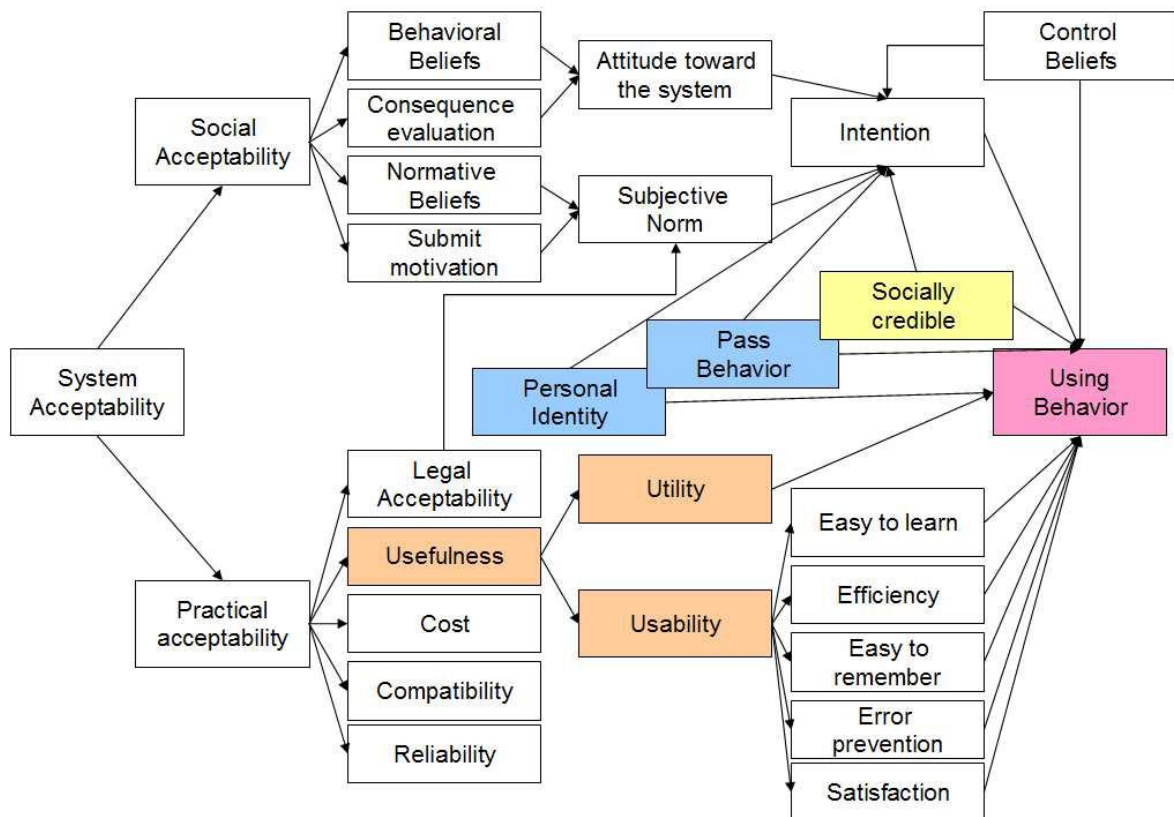 Behavioral
Beliefs
Control
Beliefs
Attitude toward
the system
Consequence
evaluation
Social
Acceptability
Intention
Normative
Beliefs
Subjective
Norm
Submit
motivation
Socially
credible
Pass
Behavior
System
Acceptability
Personal
Identity
Using
Behavior
Legal
Acceptability
Utility
Easy to learn
Usefulness
Practical
acceptability
Efficiency
Cost
Usability
Easy to
remember
Compatibility
Error
prevention
Reliability
Satisfaction